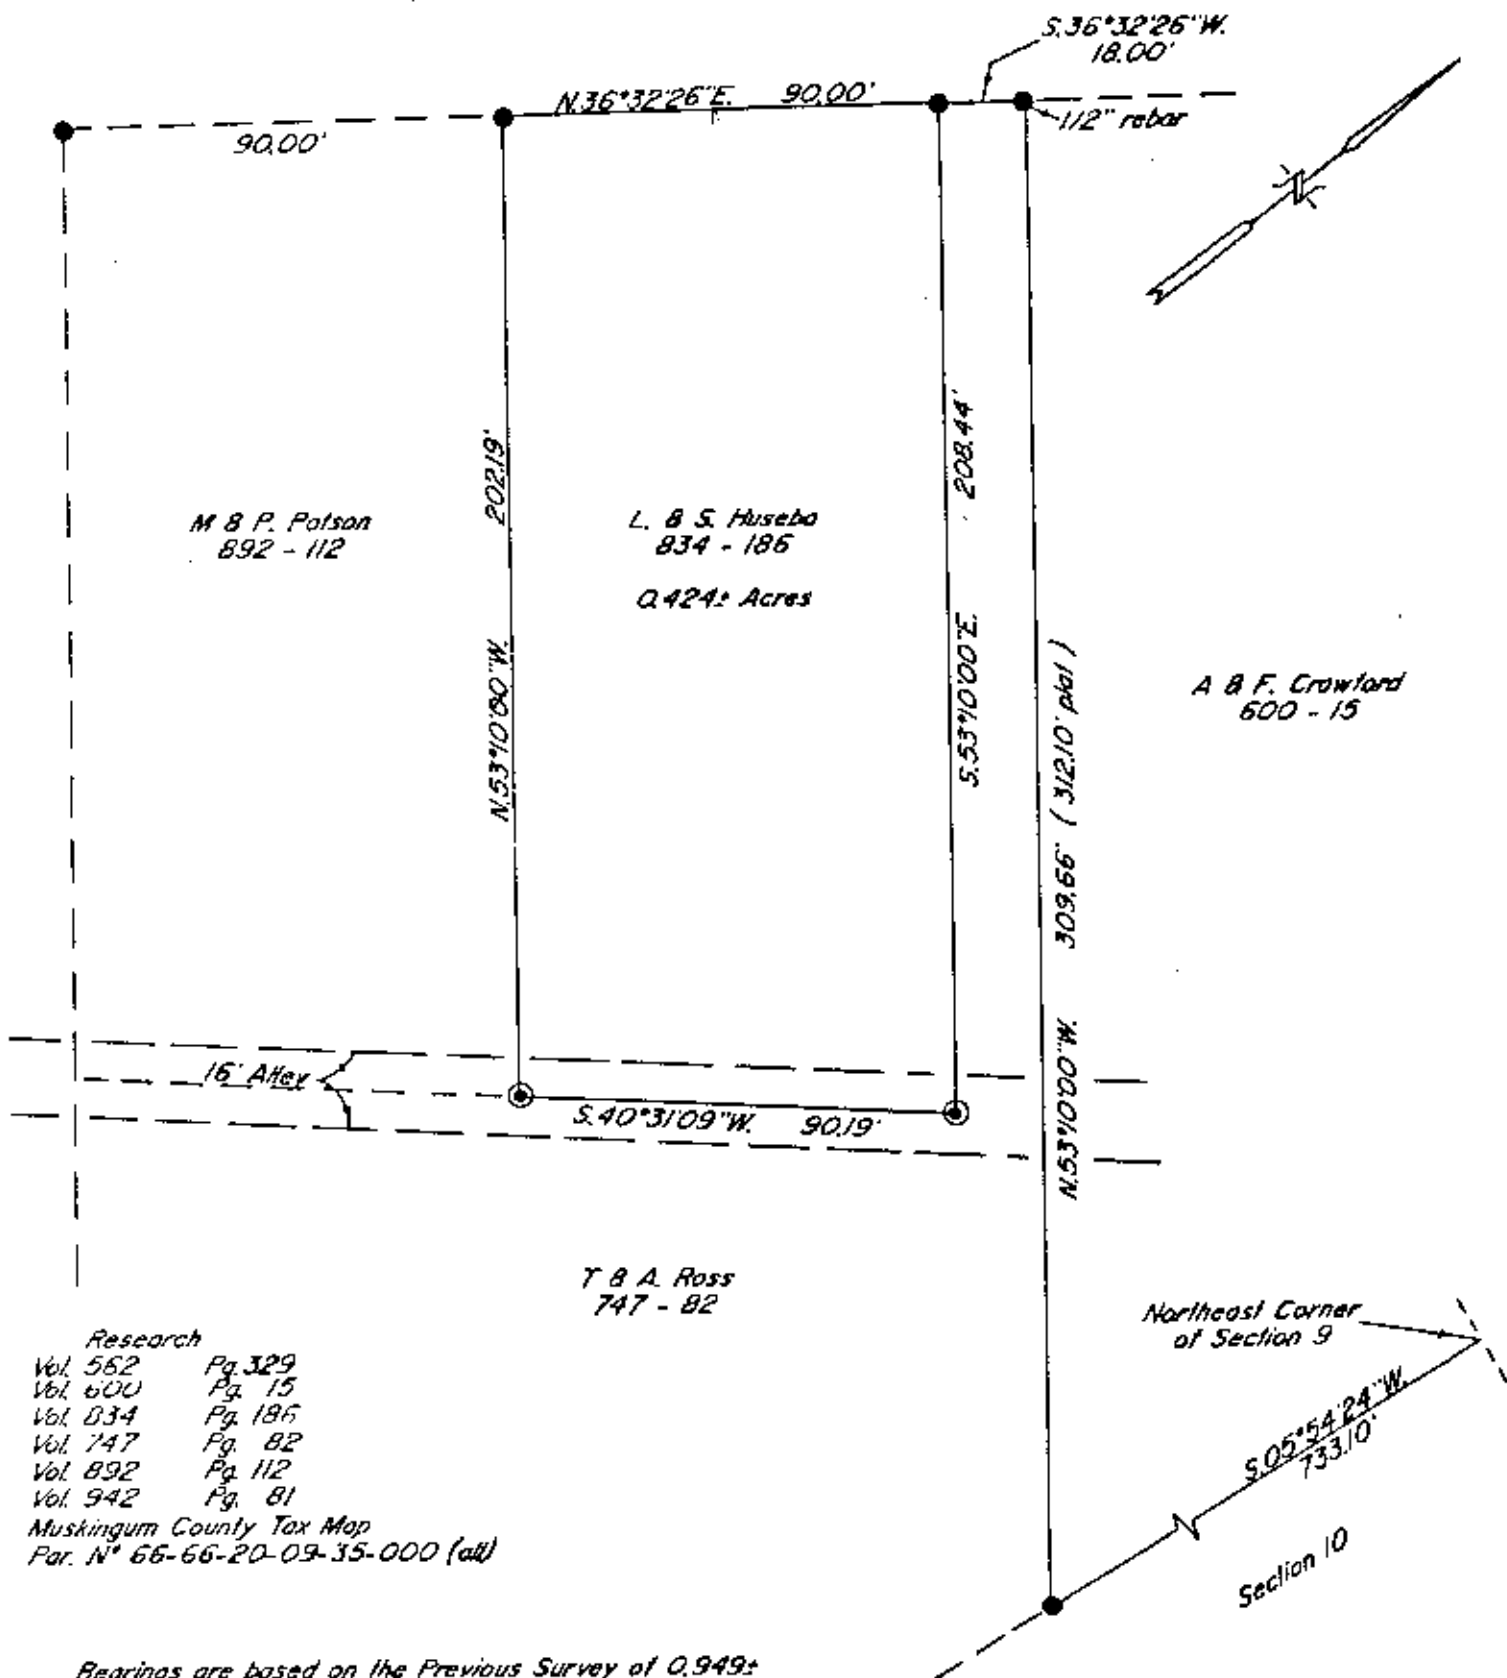 S.36°32'26"W.
18.00'
N.36°32'26"E. 90.00'
90.00'
1/2" rebar
N
202.19'
N.53°10'00"W.
208.44'
S.53°10'00"E.
M & P. Polson
892 - 112
L. & S. Husebo
834 - 186
0.424± Acres
309.66' ( 312.10' plat )
N.53°10'00"W.
A & F. Crawford
600 - 15
16' Alley
S.40°31'09"W. 90.19'
T & A. Ross
747 - 82
Northeast Corner
of Section 9
S.05°54'24"W.
733.10'
Section 10
Research
Vol. 562 Pg. 329
Vol. 600 Pg. 15
Vol. 834 Pg. 186
Vol. 747 Pg. 82
Vol. 892 Pg. 112
Vol. 942 Pg. 81
Muskingum County Tax Map
Par. Nº 66-66-20-09-35-000 (all)
Bearings are based on the Previous Survey of 0.949±